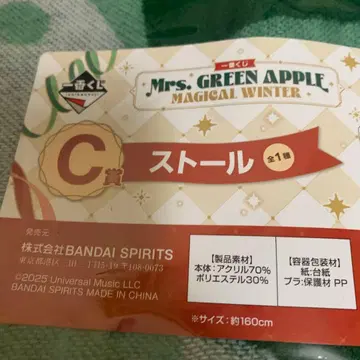 一番くじ
一番くじ
Mrs. GREEN APPLE
MAGICAL WINTER
C賞
ストール
全1種
発売元
株式会社BANDAI SPIRITS
108-0073
©2025 Universal Music LLC
BANDAI SPIRITS MADE IN CHINA
【製品素材】
本体：アクリル70%
ポリエステル30%
【容器包装材】
紙:台紙
プラ:保護材 PP
※サイズ：約160cm